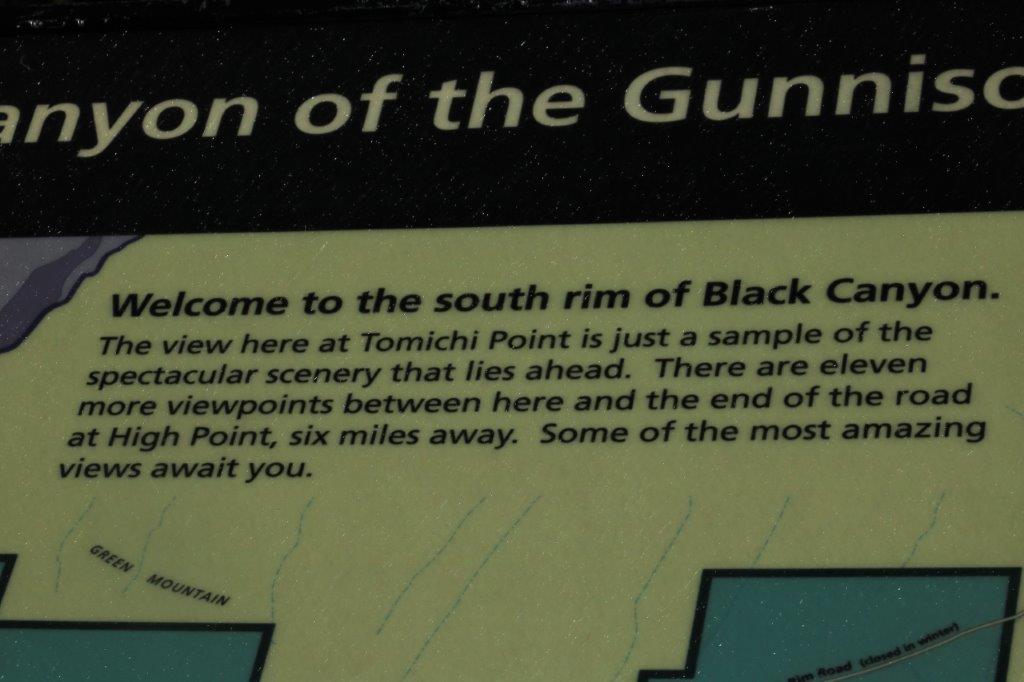 anyon of the Gunniso
Welcome to the south rim of Black Canyon.
The view here at Tomichi Point is just a sample of the
spectacular scenery that lies ahead. There are eleven
more viewpoints between here and the end of the road
at High Point, six miles away. Some of the most amazing
views await you.
GREEN MOUNTAIN
Rim Road (closed in winter)